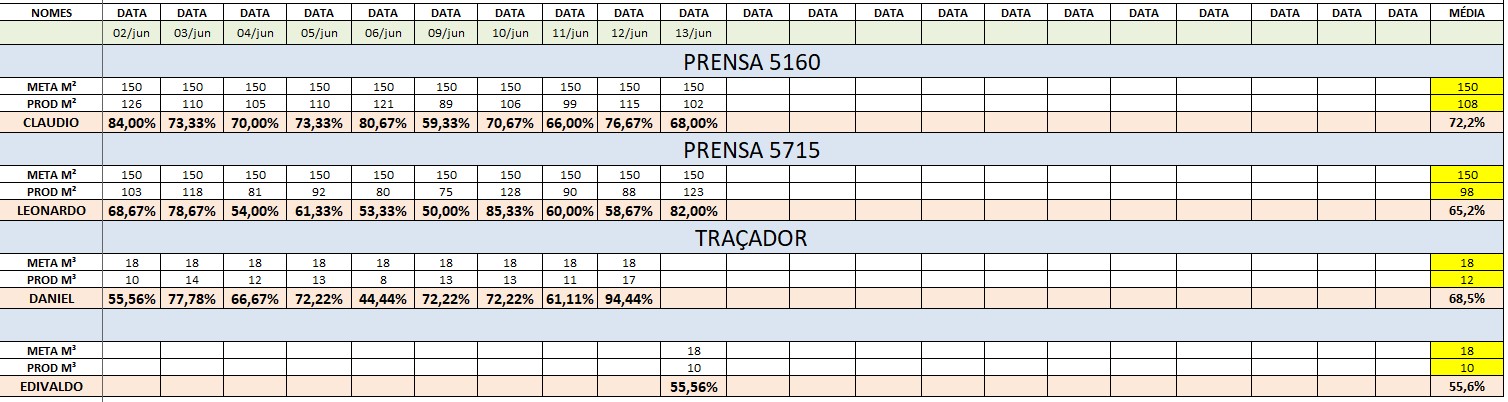 NOMES DATA DATA DATA DATA DATA DATA DATA DATA DATA DATA DATA DATA DATA DATA DATA DATA DATA DATA DATA DATA DATA MÉDIA
02/jun 03/jun 04/jun 05/jun 06/jun 09/jun 10/jun 11/jun 12/jun 13/jun
PRENSA 5160
META M² 150 150 150 150 150 150 150 150 150 150 150
PROD M² 126 110 105 110 121 89 106 99 115 102 108
CLAUDIO 84,00% 73,33% 70,00% 73,33% 80,67% 59,33% 70,67% 66,00% 76,67% 68,00% 72,2%
PRENSA 5715
META M² 150 150 150 150 150 150 150 150 150 150 150
PROD M² 103 118 81 92 80 75 128 90 88 123 98
LEONARDO 68,67% 78,67% 54,00% 61,33% 53,33% 50,00% 85,33% 60,00% 58,67% 82,00% 65,2%
TRAÇADOR
META M³ 18 18 18 18 18 18 18 18 18 18
PROD M³ 10 14 12 13 8 13 13 11 17 12
DANIEL 55,56% 77,78% 66,67% 72,22% 44,44% 72,22% 72,22% 61,11% 94,44% 68,5%
META M³ 18 18
PROD M³ 10 10
EDIVALDO 55,56% 55,6%